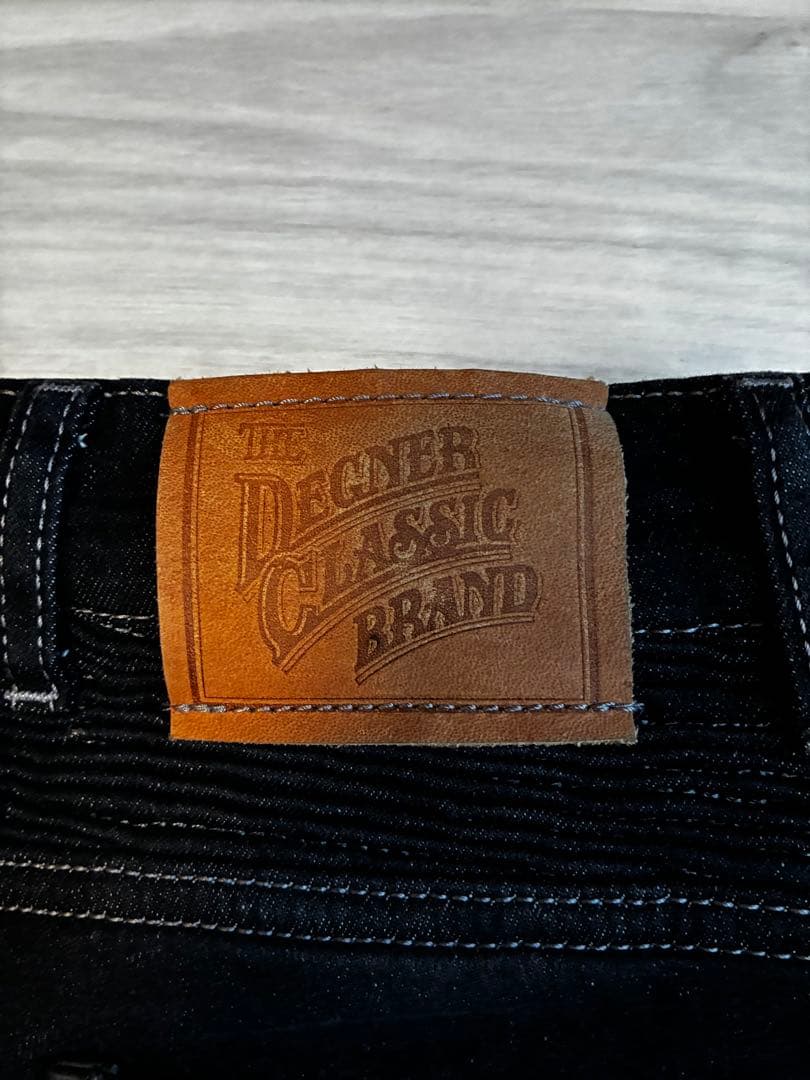 THE
DEGNER
CLASSIC
BRAND